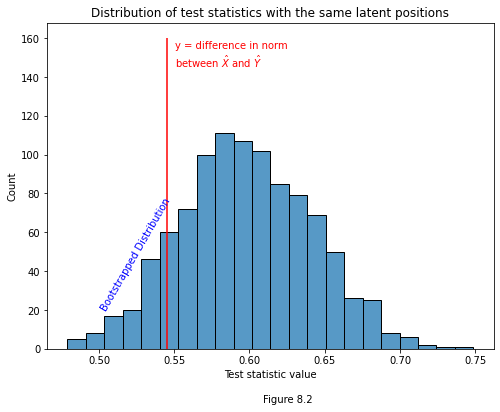 Distribution of test statistics with the same latent positions
160
140
120
100
80
60
40
20
0
Count
y = difference in norm
between X̂ and Ŷ
Bootstrapped Distribution
0.50 0.55 0.60 0.65 0.70 0.75
Test statistic value
Figure 8.2